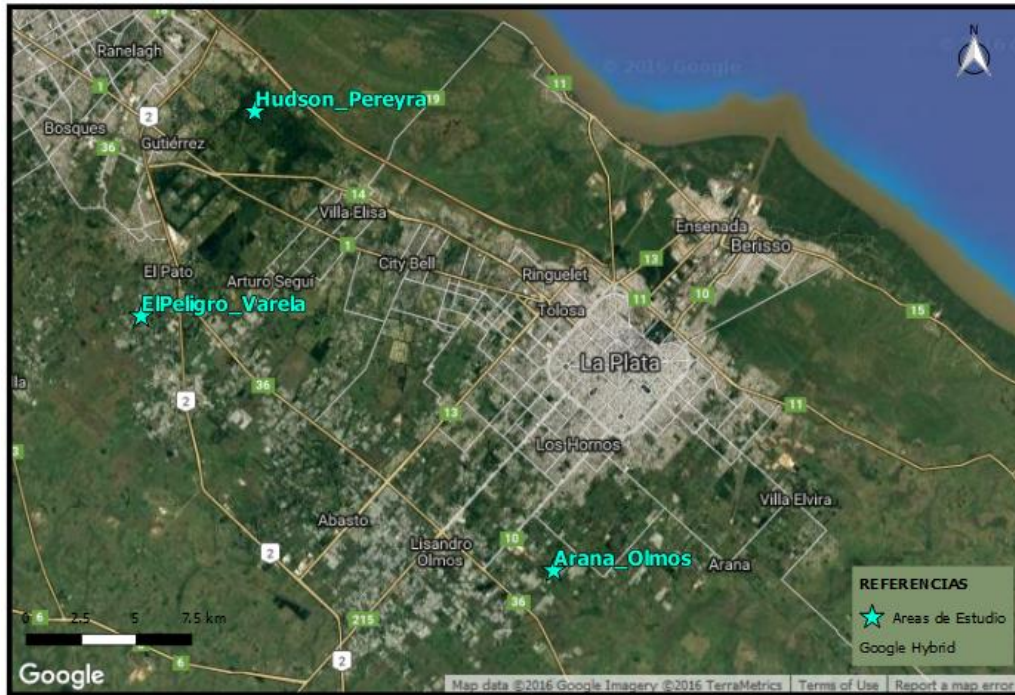 16
Ranelagh
© 2016 Google
1
11
Hudson_Pereyra
19
2
Bosques
36
Gutiérrez
14
Villa Elisa
Ensenada
1
Berisso
13
City Bell
El Pato
Ringuelet
Arturo Seguí
11
10
ElPeligro_Varela
Tolosa
15
La Plata
lla
36
2
13
11
Los Hornos
Villa Elvira
Abasto
10
Lisandro
Olmos
2
Arana_Olmos
Arana
36
REFERENCIAS
Areas de Estudio
Google Hybrid
6
0 2.5 5 7.5 km
215
6
2
Google
Map data ©2016 Google Imagery ©2016 TerraMetrics
Terms of Use
Report a map error